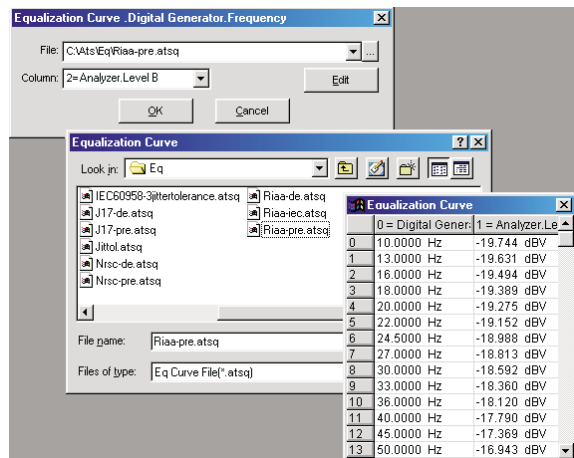 Equalization Curve .Digital Generator.Frequency
File: C:\Ats\Eq\Riaa-pre.atsq ...
Column: 2=Analyzer.Level B Edit
OK Cancel
Equalization Curve
Look in: Eq
IEC60958-3jittertolerance.atsq Riaa-de.atsq
J17-de.atsq Riaa-iec.atsq
J17-pre.atsq Riaa-pre.atsq
Jittol.atsq
Nrsc-de.atsq
Nrsc-pre.atsq
File name: Riaa-pre.atsq
Files of type: Eq Curve File(*.atsq)
Equalization Curve
0 = Digital Gener 1 = Analyzer.Le
0 10.0000 Hz -19.744 dBV
1 13.0000 Hz -19.631 dBV
2 16.0000 Hz -19.494 dBV
3 18.0000 Hz -19.389 dBV
4 20.0000 Hz -19.275 dBV
5 22.0000 Hz -19.152 dBV
6 24.5000 Hz -18.988 dBV
7 27.0000 Hz -18.813 dBV
8 30.0000 Hz -18.592 dBV
9 33.0000 Hz -18.360 dBV
10 36.0000 Hz -18.120 dBV
11 40.0000 Hz -17.790 dBV
12 45.0000 Hz -17.369 dBV
13 50.0000 Hz -16.943 dBV